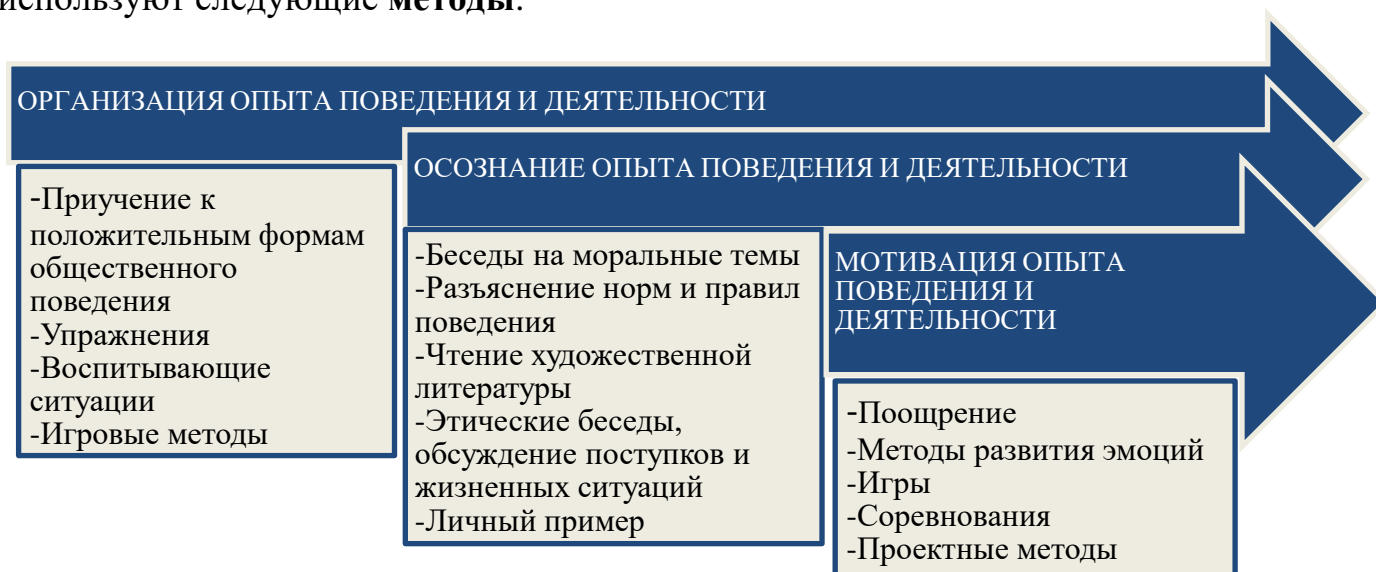 используют следующие методы:
ОРГАНИЗАЦИЯ ОПЫТА ПОВЕДЕНИЯ И ДЕЯТЕЛЬНОСТИ
-Приучение к
положительным формам
общественного
поведения
-Упражнения
-Воспитывающие
ситуации
-Игровые методы
ОСОЗНАНИЕ ОПЫТА ПОВЕДЕНИЯ И ДЕЯТЕЛЬНОСТИ
-Беседы на моральные темы
-Разъяснение норм и правил
поведения
-Чтение художественной
литературы
-Этические беседы,
обсуждение поступков и
жизненных ситуаций
-Личный пример
МОТИВАЦИЯ ОПЫТА
ПОВЕДЕНИЯ И
ДЕЯТЕЛЬНОСТИ
-Поощрение
-Методы развития эмоций
-Игры
-Соревнования
-Проектные методы